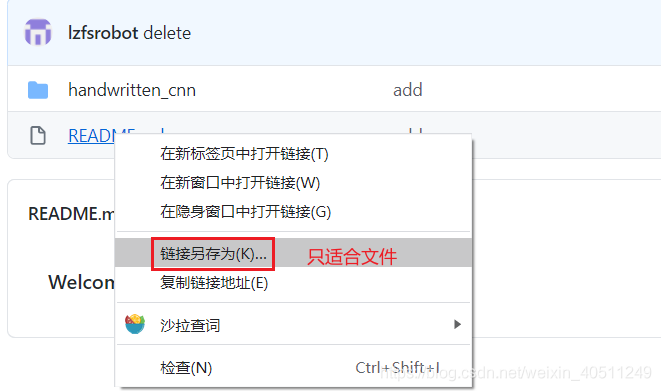 lzfsrobot delete
handwritten_cnn add
README
在新标签页中打开链接(T)
在新窗口中打开链接(W)
README.m
在隐身窗口中打开链接(G)
链接另存为(K)... 只适合文件
Welcom
复制链接地址(E)
沙拉查词
检查(N) Ctrl+Shift+I
https://blog.csdn.net/weixin_40511249